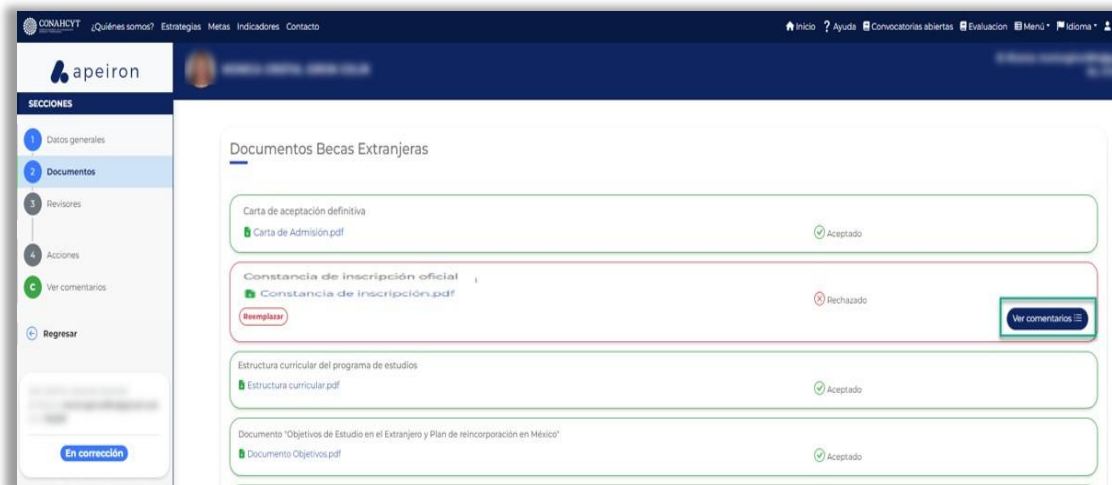 CONAHCYT ¿Quiénes somos? Estrategias Metas Indicadores Contacto Inicio ? Ayuda Convocatorias abiertas Evaluacion Menú Idioma
apeiron
SECCIONES
1 Datos generales
2 Documentos
3 Revisores
4 Acciones
C Ver comentarios
Regresar
En corrección
Documentos Becas Extranjeras
Carta de aceptación definitiva
Carta de Admisión.pdf
Aceptado
Constancia de inscripción oficial
Constancia de inscripción.pdf
Rechazado
Reemplazar
Ver comentarios
Estructura curricular del programa de estudios
Estructura curricular.pdf
Aceptado
Documento "Objetivos de Estudio en el Extranjero y Plan de reincorporación en México"
Documento Objetivos.pdf
Aceptado